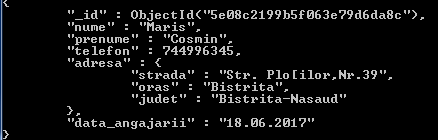 {
"_id" : ObjectId("5e08c2199b5f063e79d6da8c"),
"nume" : "Maris",
"prenume" : "Cosmin",
"telefon" : 744996345,
"adresa" : {
"strada" : "Str. Plo[ilor,Nr.39",
"oras" : "Bistrita",
"judet" : "Bistrita-Nasaud"
},
"data_angajarii" : "18.06.2017"
}